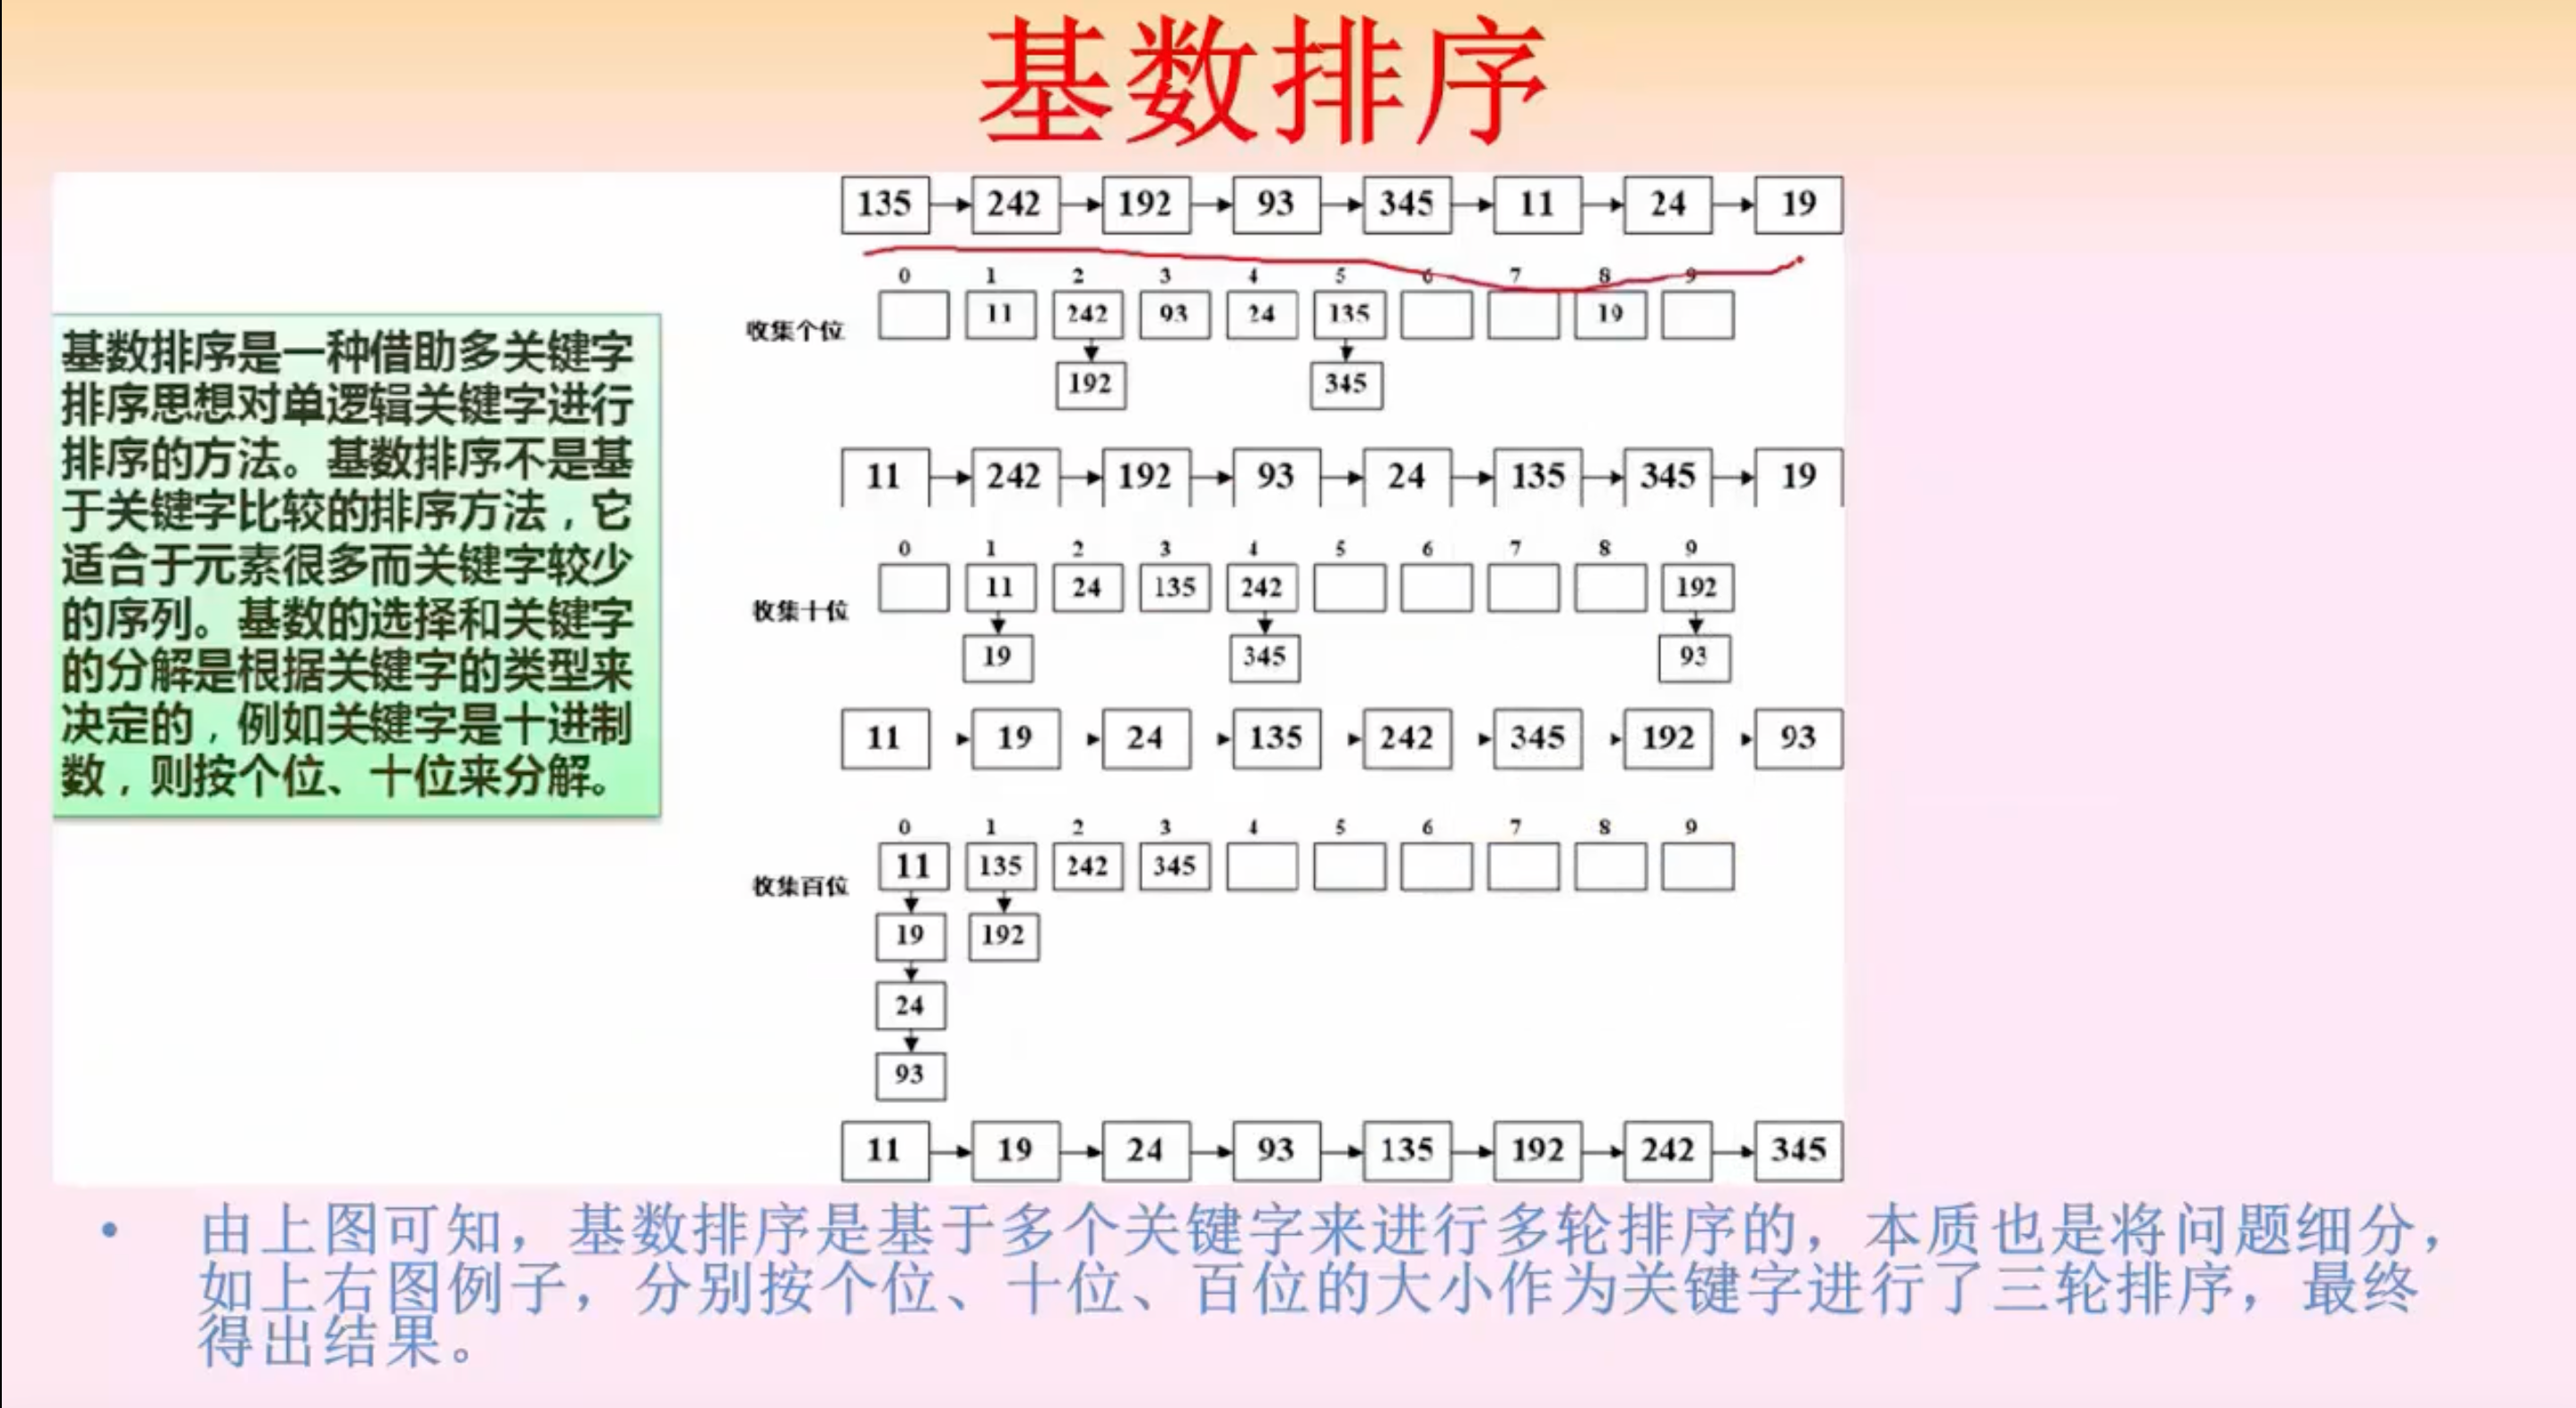 基数排序
135 242 192 93 345 11 24 19
0 1 2 3 4 5 6 7 8 9
收集个位
11 242 93 24 135 19
192 345
11 242 192 93 24 135 345 19
0 1 2 3 4 5 6 7 8 9
收集十位
11 24 135 242 192
19 345 93
11 19 24 135 242 345 192 93
0 1 2 3 4 5 6 7 8 9
收集百位
11 135 242 345
19 192
24
93
11 19 24 93 135 192 242 345
基数排序是一种借助多关键字
排序思想对单逻辑关键字进行
排序的方法。基数排序不是基
于关键字比较的排序方法，它
适合于元素很多而关键字较少
的序列。基数的选择和关键字
的分解是根据关键字的类型来
决定的，例如关键字是十进制
数，则按个位、十位来分解。
• 由上图可知，基数排序是基于多个关键字来进行多轮排序的，本质也是将问题细分，
如上右图例子，分别按个位、十位、百位的大小作为关键字进行了三轮排序，最终
得出结果。